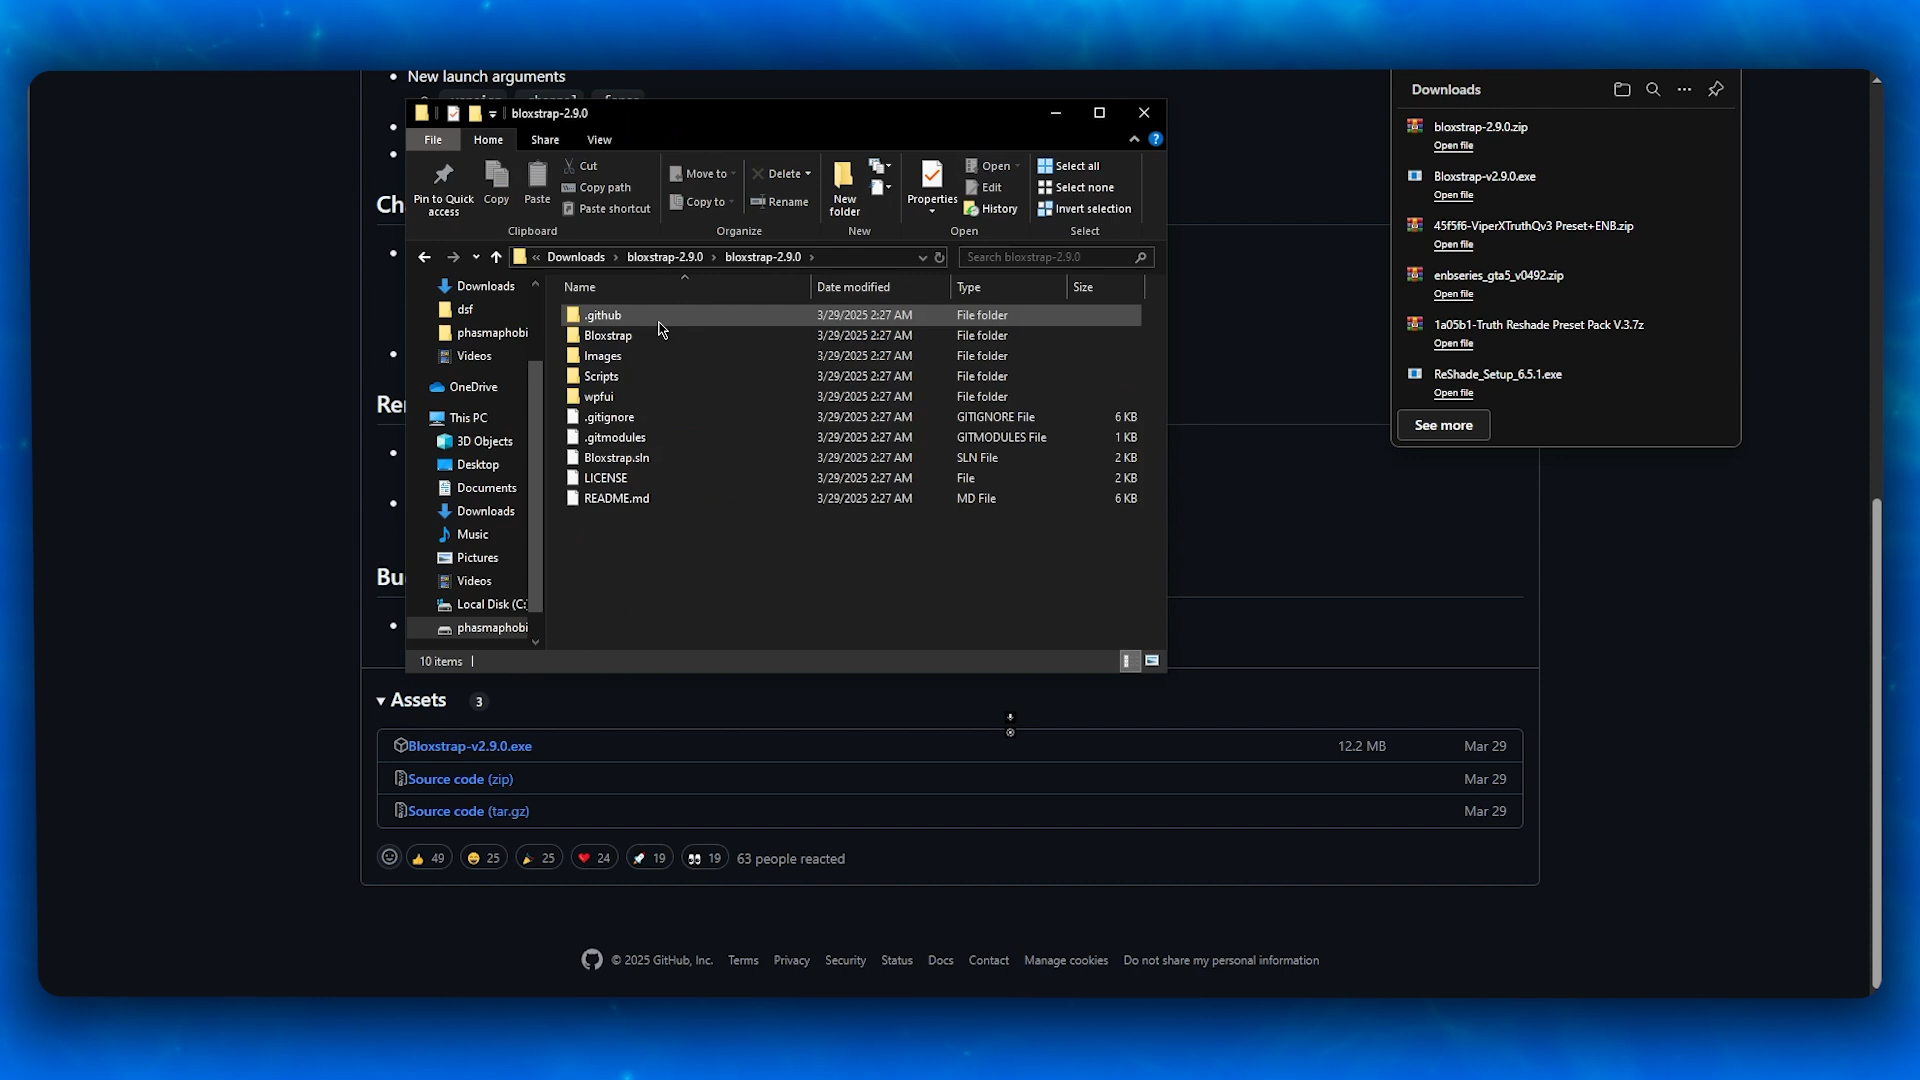 New launch arguments
bloxstrap-2.9.0
File
Home
Share
View
Pin to Quick
access
Copy
Paste
Cut
Copy path
Paste shortcut
Clipboard
Move to
Copy to
Delete
Rename
Organize
New
folder
New
Properties
Open
Edit
History
Open
Select all
Select none
Invert selection
Select
« Downloads › bloxstrap-2.9.0 › bloxstrap-2.9.0 ›
Search bloxstrap-2.9.0
Downloads
dsf
phasmaphobi
Videos
OneDrive
This PC
3D Objects
Desktop
Documents
Downloads
Music
Pictures
Videos
Local Disk (C:
phasmaphobi
Name Date modified Type Size
.github 3/29/2025 2:27 AM File folder
Bloxstrap 3/29/2025 2:27 AM File folder
Images 3/29/2025 2:27 AM File folder
Scripts 3/29/2025 2:27 AM File folder
wpfui 3/29/2025 2:27 AM File folder
.gitignore 3/29/2025 2:27 AM GITIGNORE File 6 KB
.gitmodules 3/29/2025 2:27 AM GITMODULES File 1 KB
Bloxstrap.sln 3/29/2025 2:27 AM SLN File 2 KB
LICENSE 3/29/2025 2:27 AM File 2 KB
README.md 3/29/2025 2:27 AM MD File 6 KB
10 items
Ch
Re
Bu
Downloads
bloxstrap-2.9.0.zip
Open file
Bloxstrap-v2.9.0.exe
Open file
45f5f6-ViperXTruthQv3 Preset+ENB.zip
Open file
enbseries_gta5_v0492.zip
Open file
1a05b1-Truth Reshade Preset Pack V.3.7z
Open file
ReShade_Setup_6.5.1.exe
Open file
See more
Assets 3
Bloxstrap-v2.9.0.exe 12.2 MB Mar 29
Source code (zip) Mar 29
Source code (tar.gz) Mar 29
49 25 25 24 19 19 63 people reacted
© 2025 GitHub, Inc. Terms Privacy Security Status Docs Contact Manage cookies Do not share my personal information